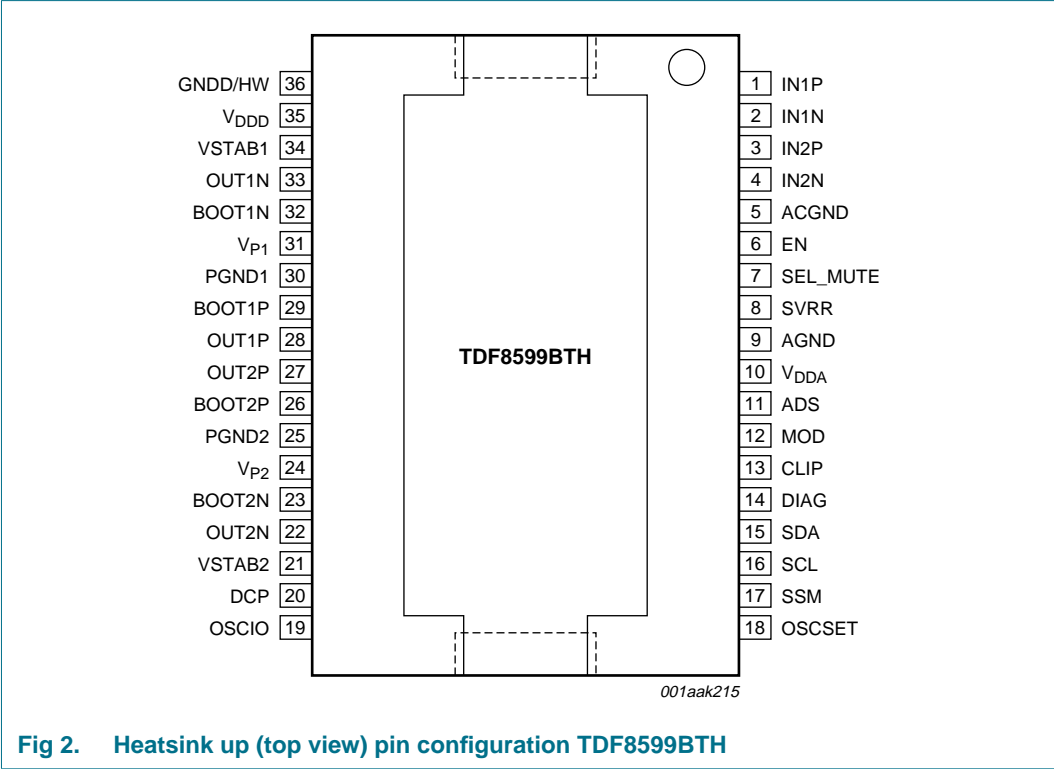 GNDD/HW 36 1 IN1P
VDDD 35 2 IN1N
VSTAB1 34 3 IN2P
OUT1N 33 4 IN2N
BOOT1N 32 5 ACGND
VP1 31 6 EN
PGND1 30 7 SEL_MUTE
BOOT1P 29 8 SVRR
OUT1P 28 9 AGND
TDF8599BTH
OUT2P 27 10 VDDA
BOOT2P 26 11 ADS
PGND2 25 12 MOD
VP2 24 13 CLIP
BOOT2N 23 14 DIAG
OUT2N 22 15 SDA
VSTAB2 21 16 SCL
DCP 20 17 SSM
OSCIO 19 18 OSCSET
001aak215
Fig 2. Heatsink up (top view) pin configuration TDF8599BTH